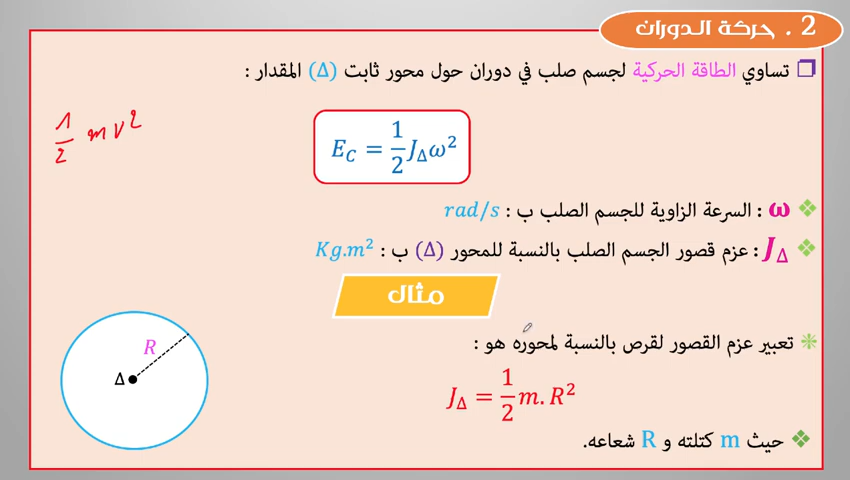 2 . حركة الدوران
تساوي الطاقة الحركية لجسم صلب في دوران حول محور ثابت (Δ) المقدار :
1/2 mv²
E_C = 1/2 J_Δ ω²
ω : السرعة الزاوية للجسم الصلب ب : rad/s
J_Δ : عزم قصور الجسم الصلب بالنسبة للمحور (Δ) ب : Kg.m²
مثال
تعبير عزم القصور لقرص بالنسبة لمحوره هو :
J_Δ = 1/2 m.R²
R
Δ
حيث m كتلته و R شعاعه.